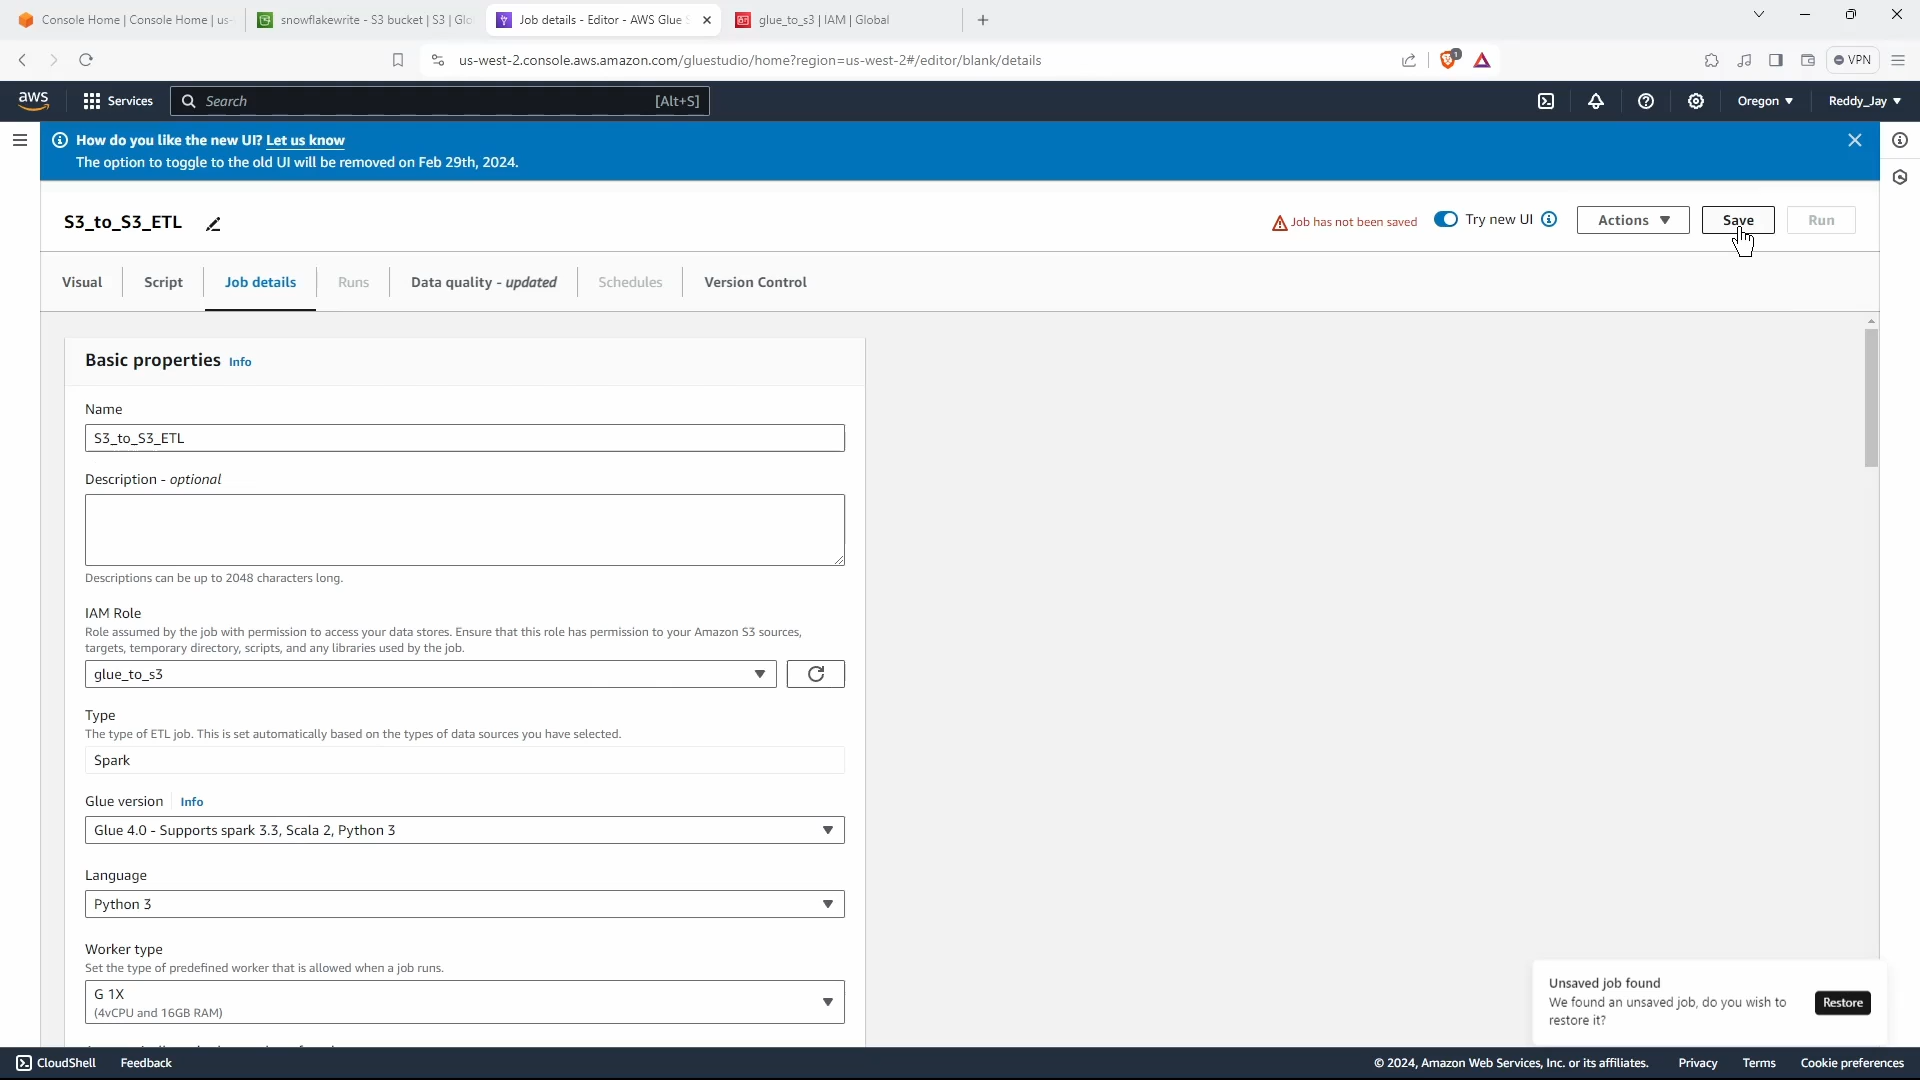 Console Home | Console Home | us-
snowflakewrite - S3 bucket | S3 | Glo
Job details - Editor - AWS Glue S
glue_to_s3 | IAM | Global
us-west-2.console.aws.amazon.com/gluestudio/home?region=us-west-2#/editor/blank/details
1
VPN
aws
Services
Search
[Alt+S]
Oregon
Reddy_Jay
How do you like the new UI? Let us know
The option to toggle to the old UI will be removed on Feb 29th, 2024.
S3_to_S3_ETL
Job has not been saved
Try new UI
Actions
Save
Run
Visual
Script
Job details
Runs
Data quality - updated
Schedules
Version Control
Basic properties Info
Name
S3_to_S3_ETL
Description - optional
Descriptions can be up to 2048 characters long.
IAM Role
Role assumed by the job with permission to access your data stores. Ensure that this role has permission to your Amazon S3 sources,
targets, temporary directory, scripts, and any libraries used by the job.
glue_to_s3
Type
The type of ETL job. This is set automatically based on the types of data sources you have selected.
Spark
Glue version Info
Glue 4.0 - Supports spark 3.3, Scala 2, Python 3
Language
Python 3
Worker type
Set the type of predefined worker that is allowed when a job runs.
G 1X
(4vCPU and 16GB RAM)
Unsaved job found
We found an unsaved job, do you wish to
restore it?
Restore
CloudShell
Feedback
© 2024, Amazon Web Services, Inc. or its affiliates.
Privacy
Terms
Cookie preferences